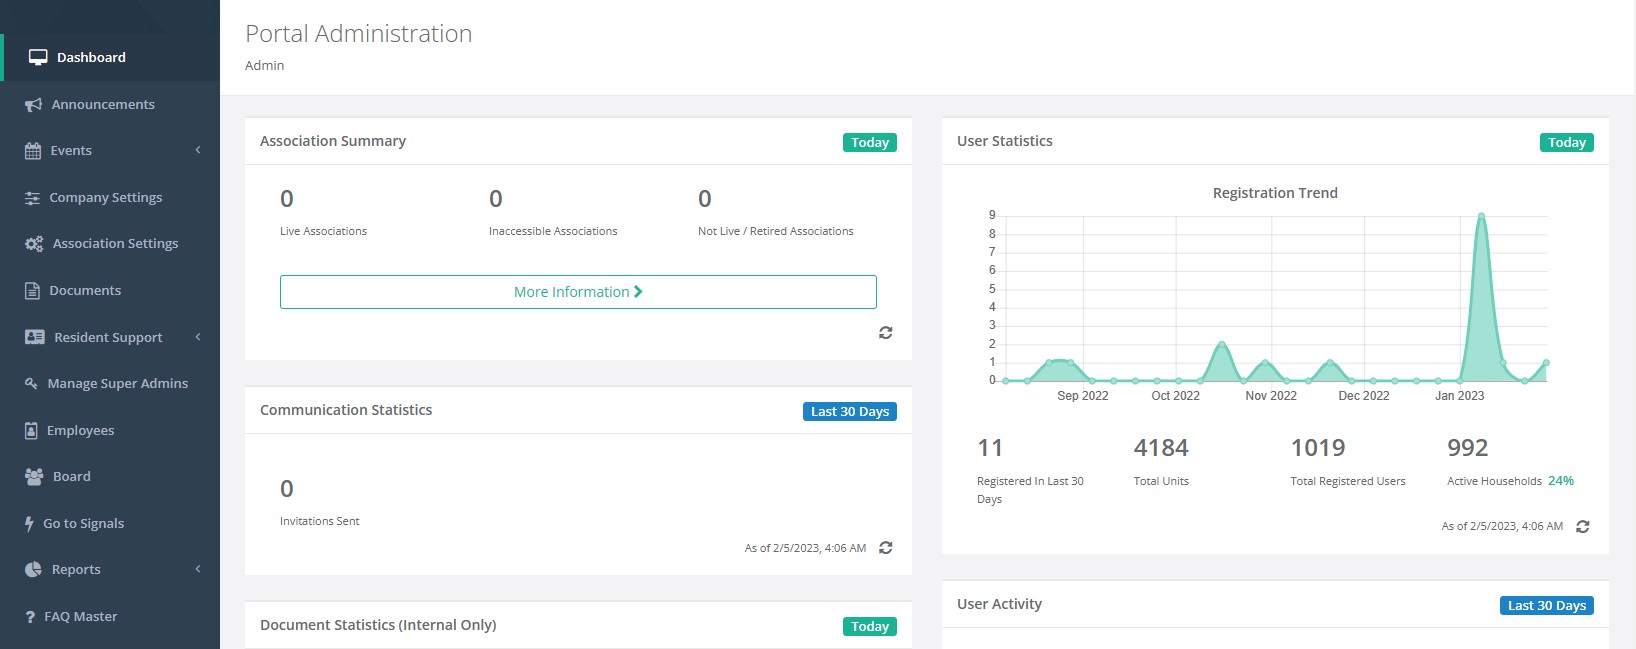 Dashboard
Announcements
Events
Company Settings
Association Settings
Documents
Resident Support
Manage Super Admins
Employees
Board
Go to Signals
Reports
? FAQ Master
Portal Administration
Admin
Association Summary
Today
0
0
0
Live Associations
Inaccessible Associations
Not Live / Retired Associations
More Information
Communication Statistics
Last 30 Days
0
Invitations Sent
As of 2/5/2023, 4:06 AM
Document Statistics (Internal Only)
Today
User Statistics
Today
Registration Trend
9
8
7
6
5
4
3
2
1
0
Sep 2022
Oct 2022
Nov 2022
Dec 2022
Jan 2023
11
4184
1019
992
Registered In Last 30
Days
Total Units
Total Registered Users
Active Households 24%
As of 2/5/2023, 4:06 AM
User Activity
Last 30 Days